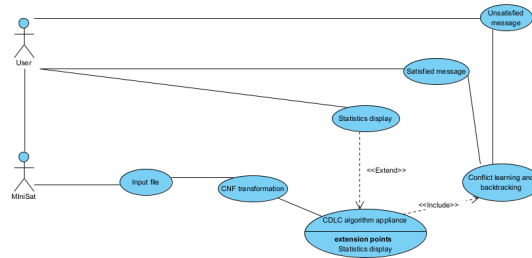 Unsatisfied
message
User
Satisfied message
Statistics display
<<Extend>>
Input file
CNF transformation
Conflict learning and
backtracking
MiniSat
<<Include>>
CDLC algorithm appliance
extension points
Statistics display